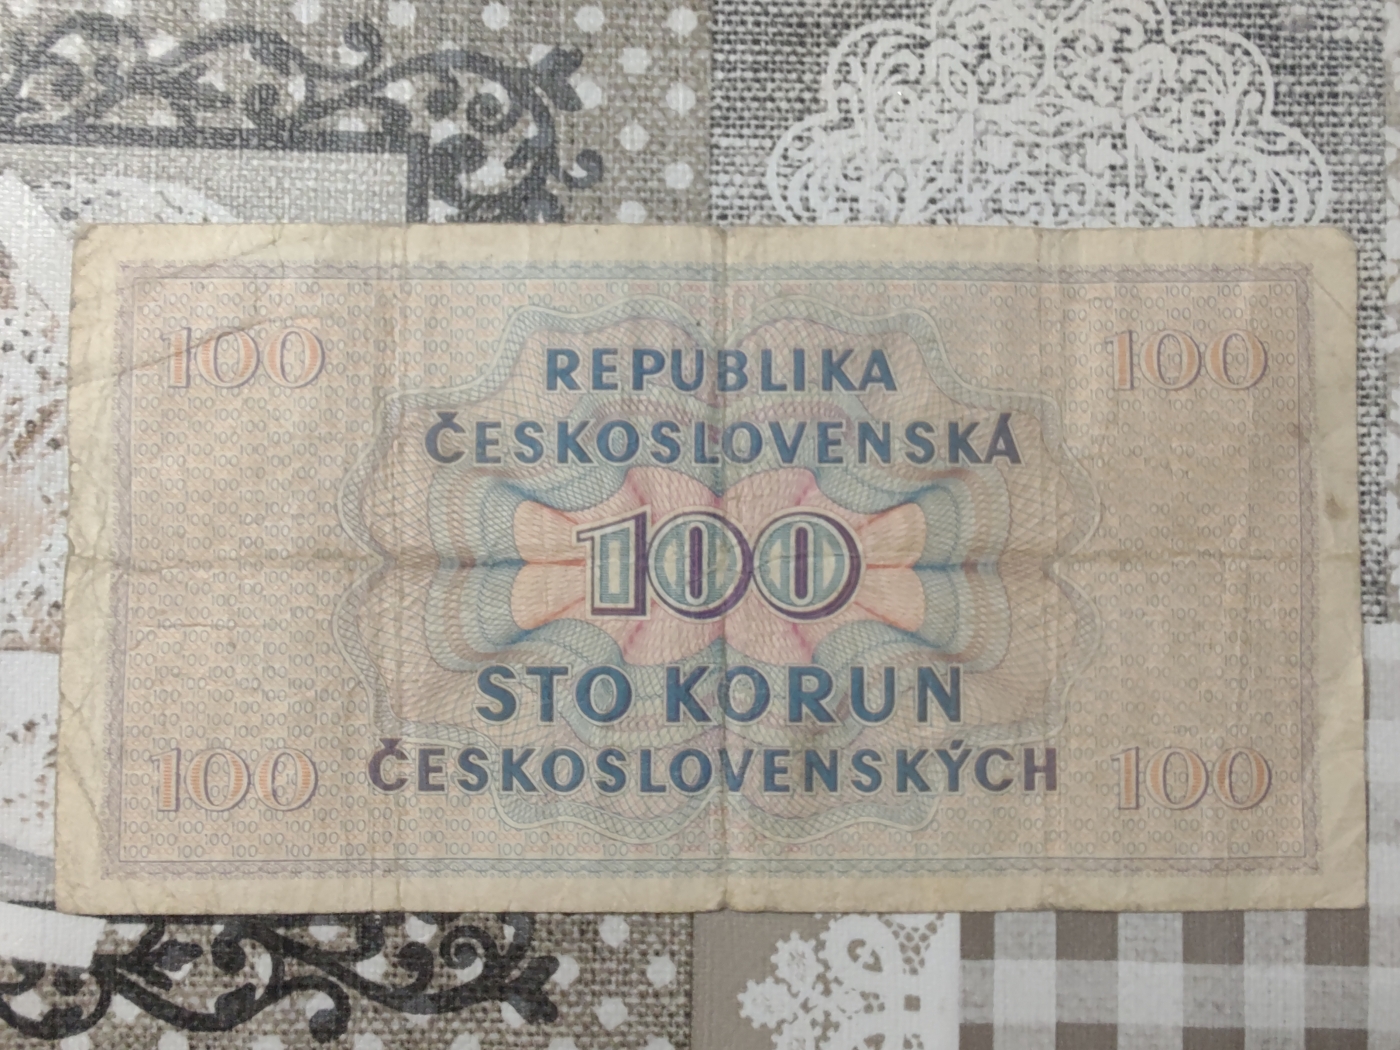 100 100
REPUBLIKA
ČESKOSLOVENSKÁ
100
STO KORUN
ČESKOSLOVENSKÝCH
100 100